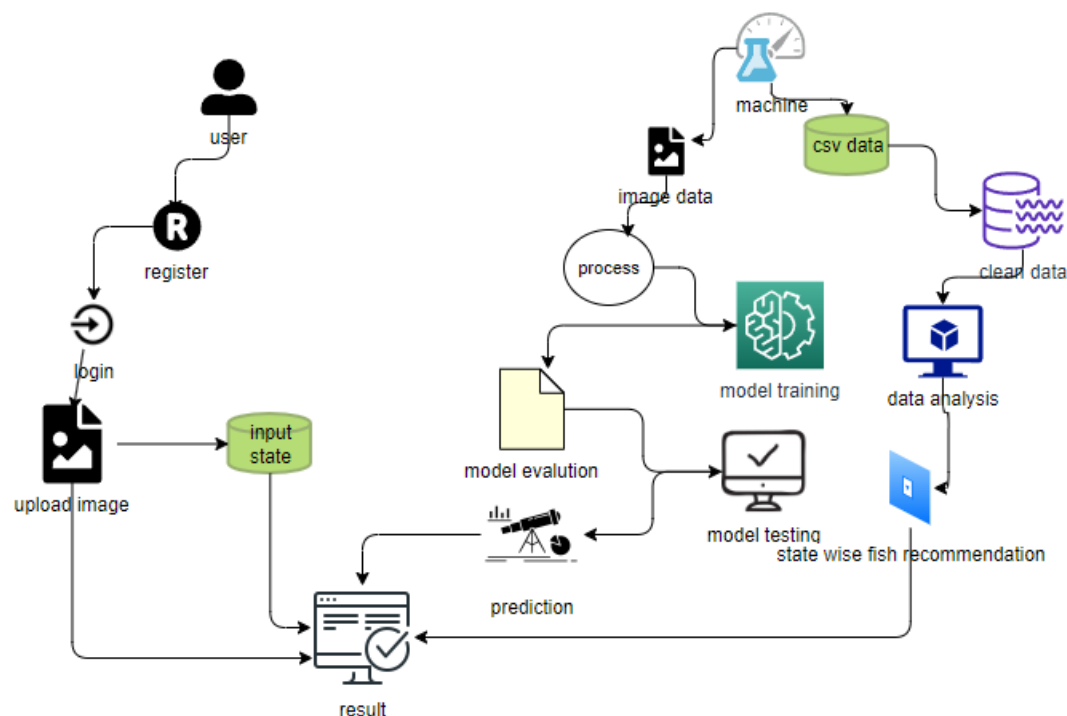 user
machine
csv data
image data
R
process
register
clean data
login
model training
data analysis
input
state
model evalution
upload image
model testing
state wise fish recommendation
prediction
result